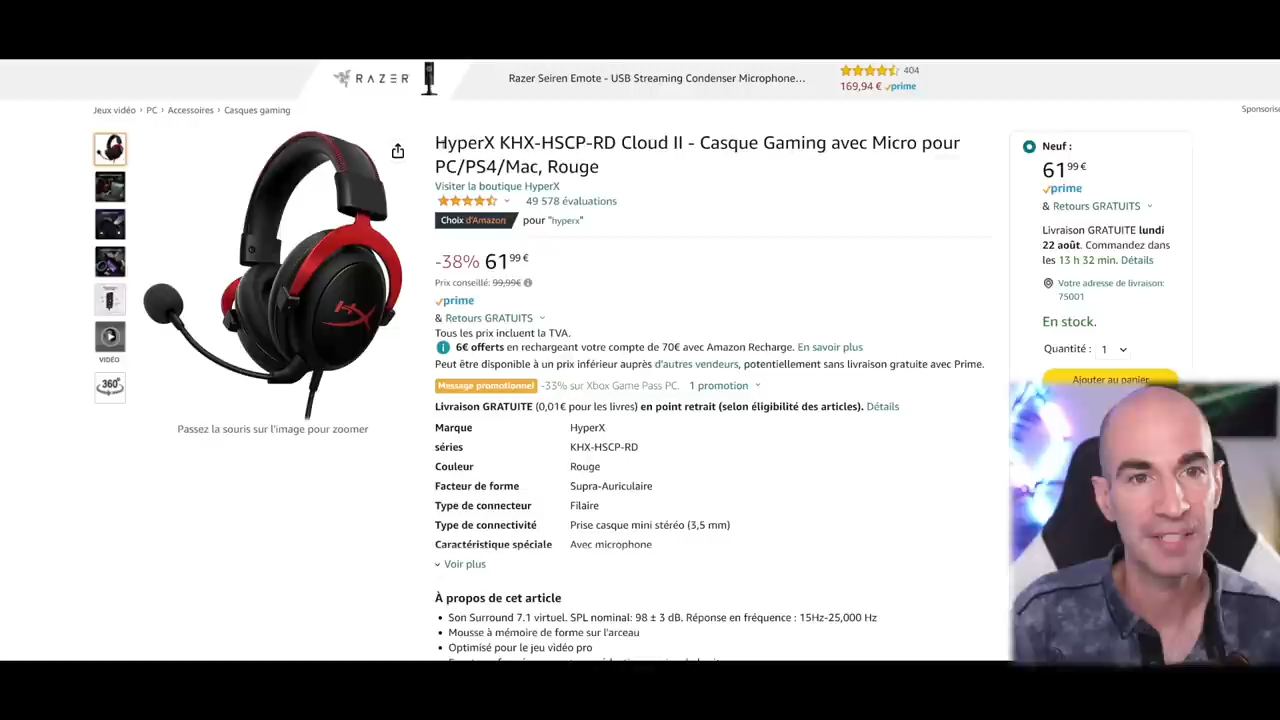 RAZER
Razer Seiren Emote - USB Streaming Condenser Microphone…
404
169,94 € prime
Jeux vidéo › PC › Accessoires › Casques gaming
Sponsorisé
HyperX KHX-HSCP-RD Cloud II - Casque Gaming avec Micro pour
PC/PS4/Mac, Rouge
Visiter la boutique HyperX
49 578 évaluations
Choix d'Amazon pour "hyperx"
-38% 61,99 €
Prix conseillé: 99,99€
prime
& Retours GRATUITS
Tous les prix incluent la TVA.
6€ offerts en rechargeant votre compte de 70€ avec Amazon Recharge. En savoir plus
Peut être disponible à un prix inférieur auprès d'autres vendeurs, potentiellement sans livraison gratuite avec Prime.
Message promotionnel -33% sur Xbox Game Pass PC. 1 promotion
Livraison GRATUITE (0,01€ pour les livres) en point retrait (selon éligibilité des articles). Détails
Marque HyperX
séries KHX-HSCP-RD
Couleur Rouge
Facteur de forme Supra-Auriculaire
Type de connecteur Filaire
Type de connectivité Prise casque mini stéréo (3,5 mm)
Caractéristique spéciale Avec microphone
Voir plus
À propos de cet article
• Son Surround 7.1 virtuel. SPL nominal: 98 ± 3 dB. Réponse en fréquence : 15Hz-25,000 Hz
• Mousse à mémoire de forme sur l'arceau
• Optimisé pour le jeu vidéo pro
VIDÉO
360°
HX
Passez la souris sur l'image pour zoomer
Neuf :
61,99 €
prime
& Retours GRATUITS
Livraison GRATUITE lundi
22 août. Commandez dans
les 13 h 32 min. Détails
Votre adresse de livraison:
75001
En stock.
Quantité : 1
Ajouter au panier